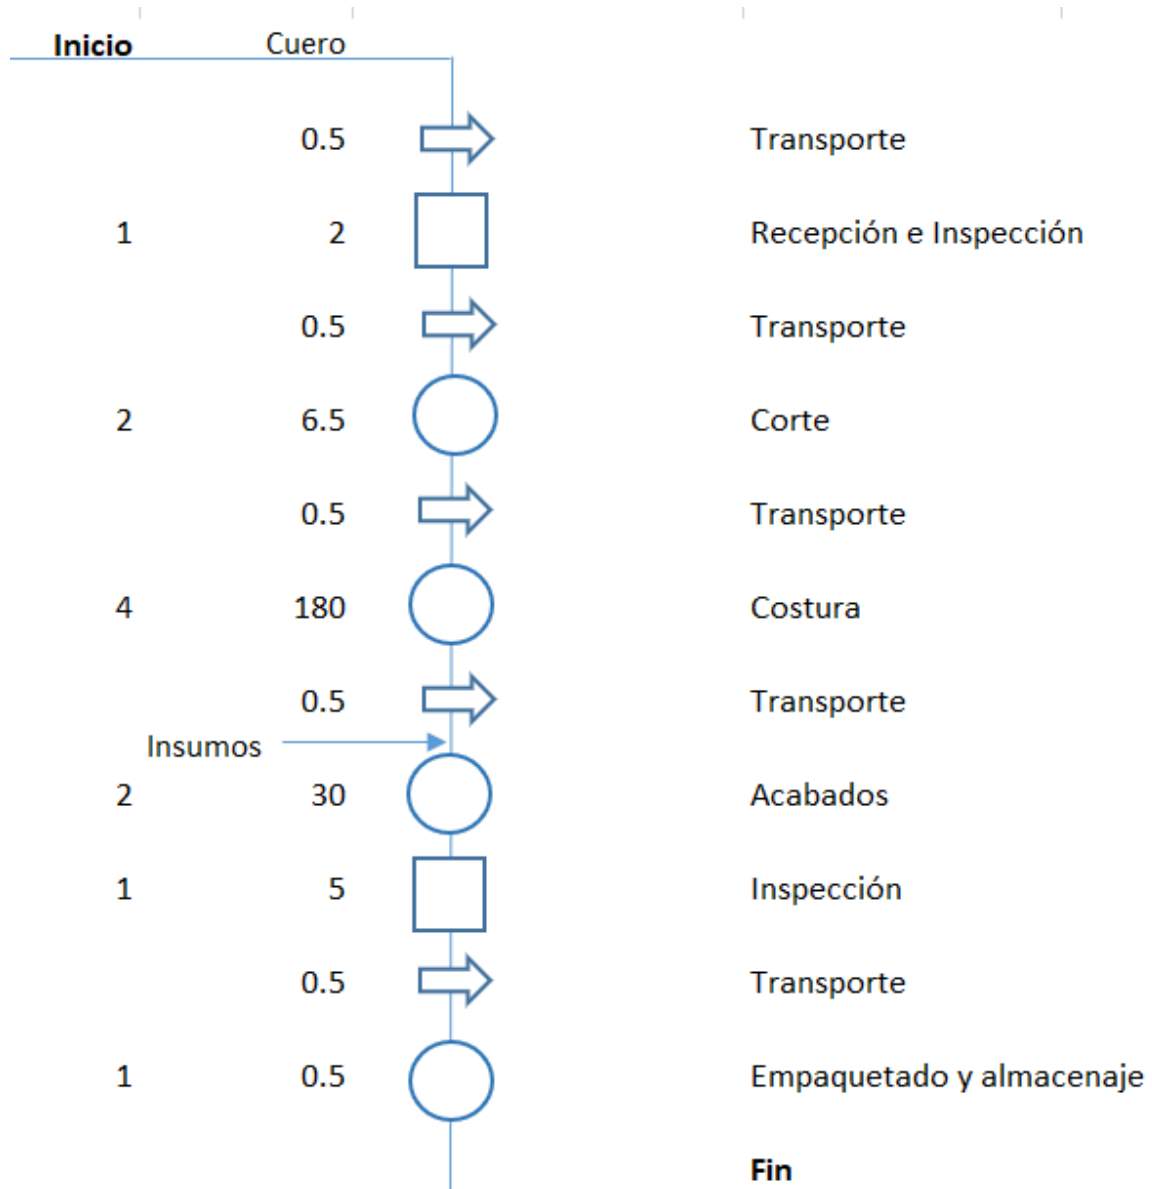 Inicio Cuero
0.5 Transporte
1 2 Recepción e Inspección
0.5 Transporte
2 6.5 Corte
0.5 Transporte
4 180 Costura
0.5 Transporte
Insumos
2 30 Acabados
1 5 Inspección
0.5 Transporte
1 0.5 Empaquetado y almacenaje
Fin